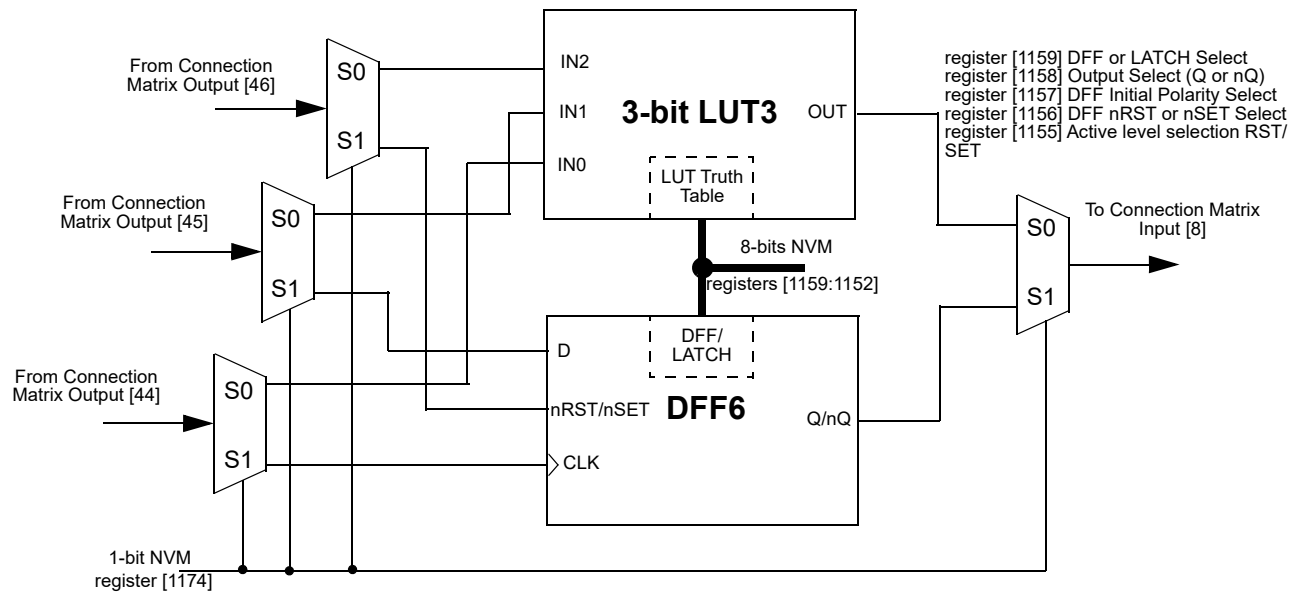 From Connection
Matrix Output [46]
S0
S1
IN2
IN1
IN0
3-bit LUT3
OUT
LUT Truth
Table
register [1159] DFF or LATCH Select
register [1158] Output Select (Q or nQ)
register [1157] DFF Initial Polarity Select
register [1156] DFF nRST or nSET Select
register [1155] Active level selection RST/
SET
From Connection
Matrix Output [45]
S0
S1
8-bits NVM
registers [1159:1152]
To Connection Matrix
Input [8]
S0
S1
From Connection
Matrix Output [44]
S0
S1
D
nRST/nSET
CLK
DFF/
LATCH
DFF6
Q/nQ
1-bit NVM
register [1174]